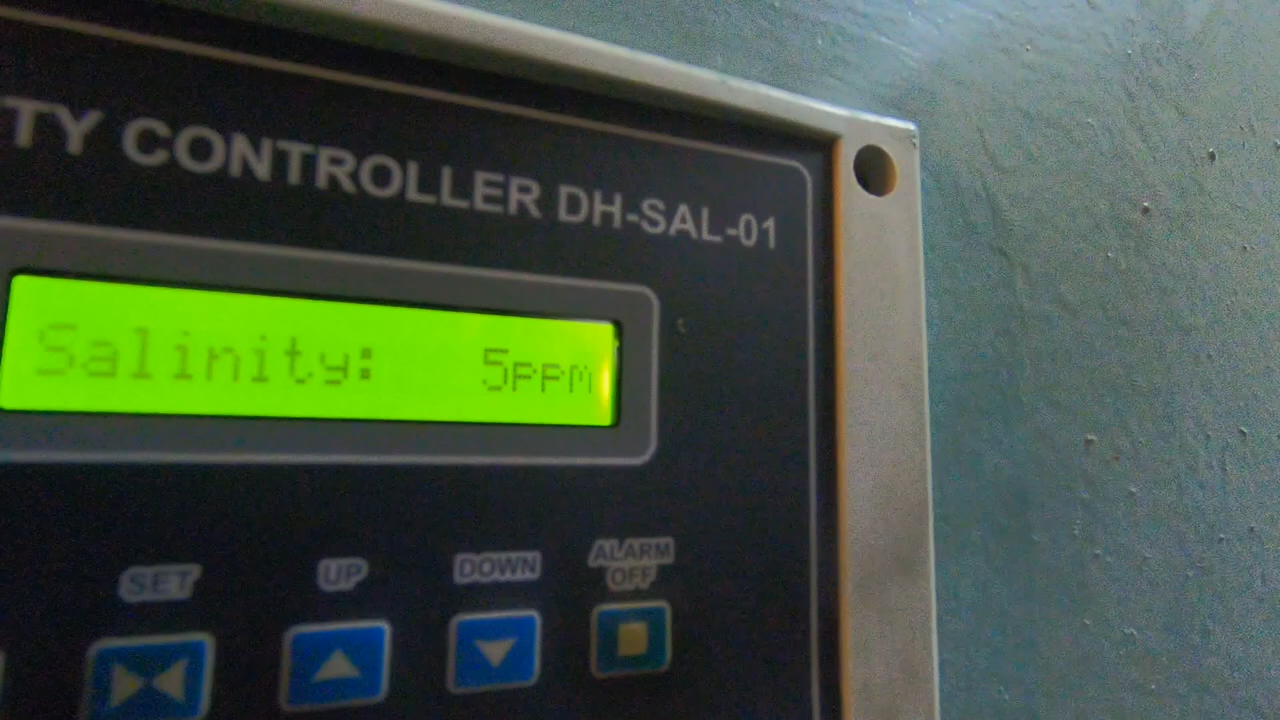 TY CONTROLLER DH-SAL-01
Salinity: 5ppm
SET
UP
DOWN
ALARM
OFF